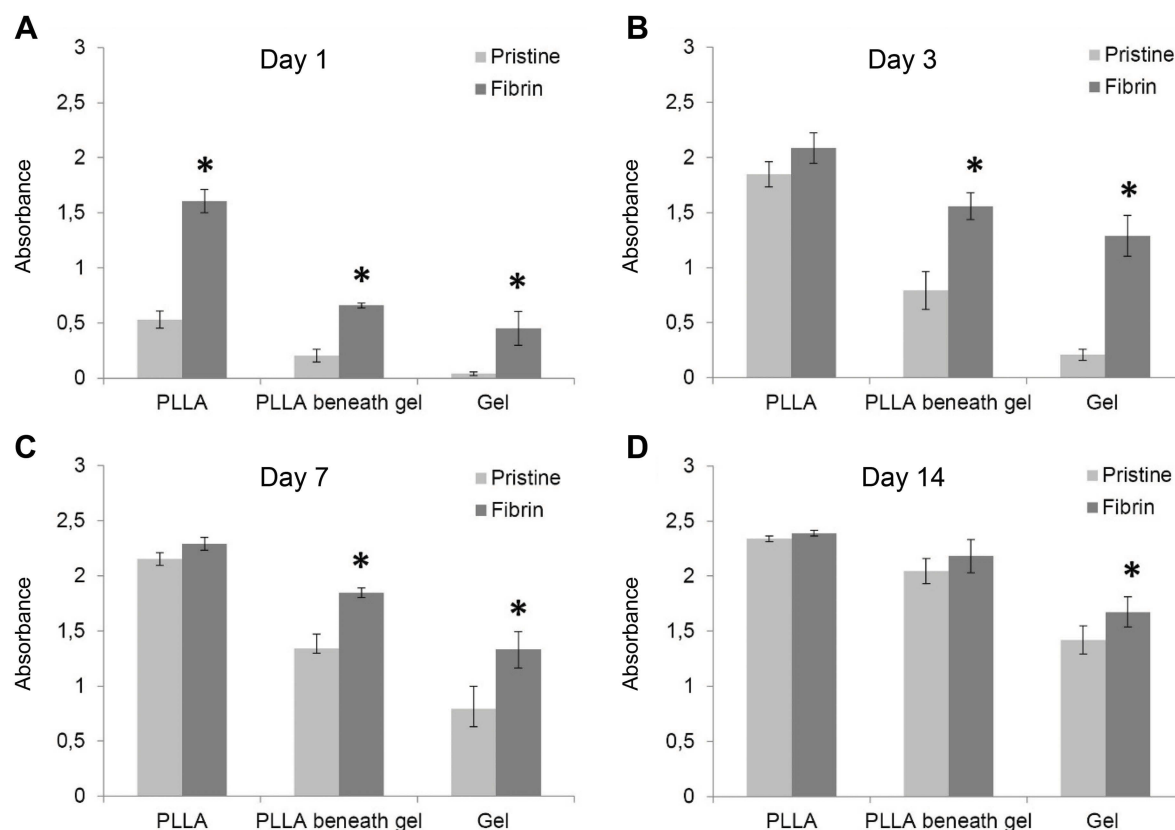 A
Day 1
Pristine
Fibrin
Absorbance
3
2,5
2
1,5
1
0,5
0
*
*
*
PLLA
PLLA beneath gel
Gel
B
Day 3
Pristine
Fibrin
Absorbance
3
2,5
2
1,5
1
0,5
0
*
*
PLLA
PLLA beneath gel
Gel
C
Day 7
Pristine
Fibrin
Absorbance
3
2,5
2
1,5
1
0,5
0
*
*
PLLA
PLLA beneath gel
Gel
D
Day 14
Pristine
Fibrin
Absorbance
3
2,5
2
1,5
1
0,5
0
*
PLLA
PLLA beneath gel
Gel